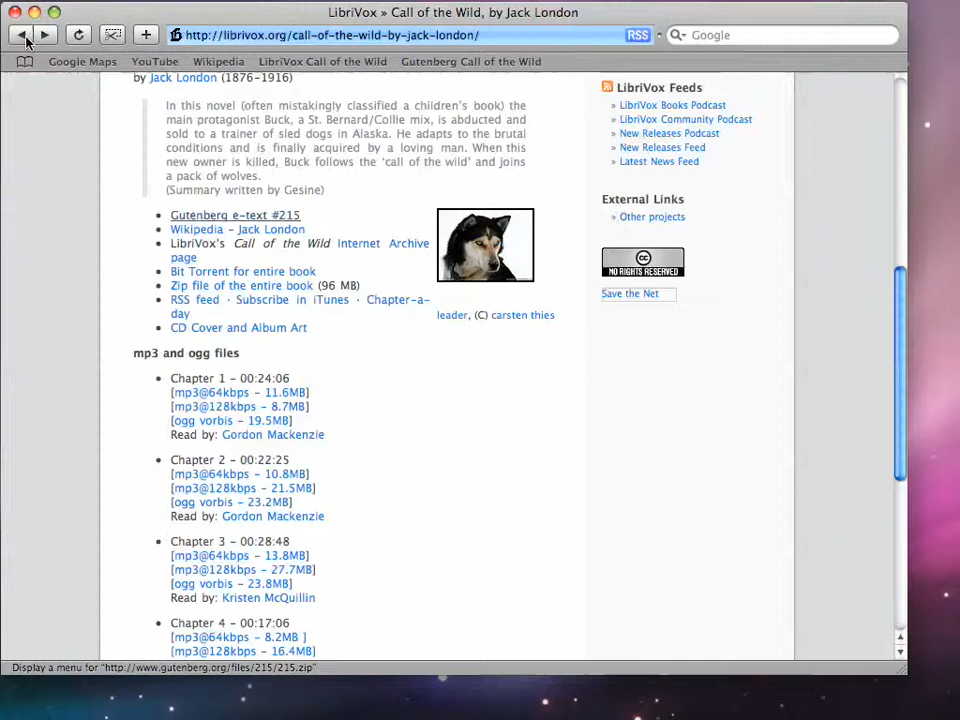 LibriVox » Call of the Wild, by Jack London
http://librivox.org/call-of-the-wild-by-jack-london/
RSS
Google
Google Maps
YouTube
Wikipedia
LibriVox Call of the Wild
Gutenberg Call of the Wild
by Jack London (1876-1916)
In this novel (often mistakingly classified a children's book) the
main protagonist Buck, a St. Bernard/Collie mix, is abducted and
sold to a trainer of sled dogs in Alaska. He adapts to the brutal
conditions and is finally acquired by a loving man. When this
new owner is killed, Buck follows the 'call of the wild' and joins
a pack of wolves.
(Summary written by Gesine)
Gutenberg e-text #215
Wikipedia – Jack London
LibriVox's Call of the Wild Internet Archive
page
Bit Torrent for entire book
Zip file of the entire book (96 MB)
RSS feed · Subscribe in iTunes · Chapter-a-
day
CD Cover and Album Art
leader, (C) carsten thies
mp3 and ogg files
Chapter 1 – 00:24:06
[mp3@64kbps – 11.6MB]
[mp3@128kbps – 8.7MB]
[ogg vorbis – 19.5MB]
Read by: Gordon Mackenzie
Chapter 2 – 00:22:25
[mp3@64kbps – 10.8MB]
[mp3@128kbps – 21.5MB]
[ogg vorbis – 23.2MB]
Read by: Gordon Mackenzie
Chapter 3 – 00:28:48
[mp3@64kbps – 13.8MB]
[mp3@128kbps – 27.7MB]
[ogg vorbis – 23.8MB]
Read by: Kristen McQuillin
Chapter 4 – 00:17:06
[mp3@64kbps – 8.2MB ]
[mp3@128kbps – 16.4MB]
LibriVox Feeds
» LibriVox Books Podcast
» LibriVox Community Podcast
» New Releases Podcast
» New Releases Feed
» Latest News Feed
External Links
» Other projects
cc
NO RIGHTS RESERVED
Save the Net
Display a menu for "http://www.gutenberg.org/files/215/215.zip"